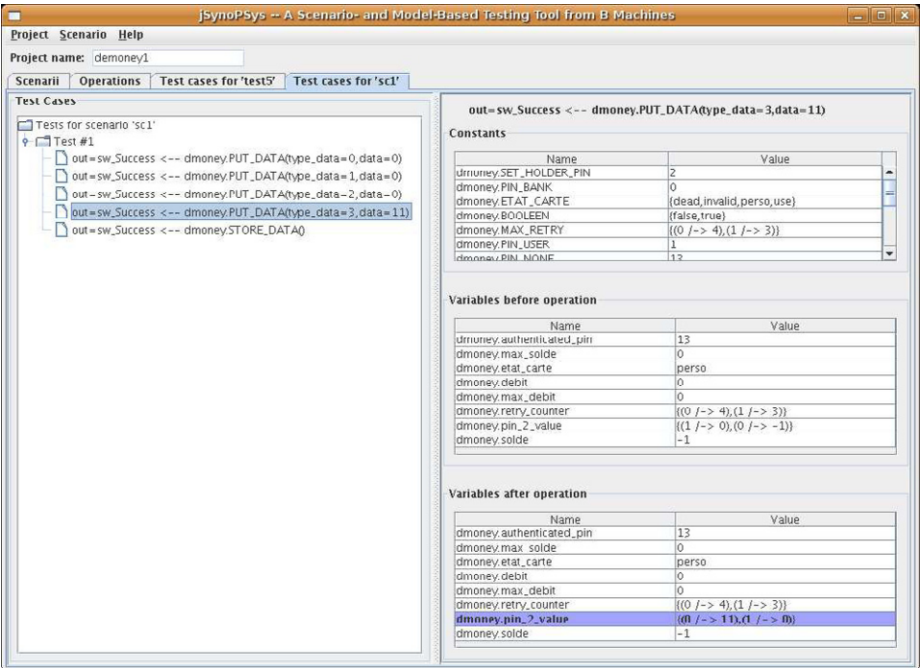 jSynoPSys -- A Scenario- and Model-Based Testing Tool from B Machines
Project Scenario Help
Project name: demoney1
Scenarii Operations Test cases for 'test5' Test cases for 'sc1'
Test Cases
Tests for scenario 'sc1'
Test #1
out=sw_Success <-- dmoney.PUT_DATA(type_data=0,data=0)
out=sw_Success <-- dmoney.PUT_DATA(type_data=1,data=0)
out=sw_Success <-- dmoney.PUT_DATA(type_data=2,data=0)
out=sw_Success <-- dmoney.PUT_DATA(type_data=3,data=11)
out=sw_Success <-- dmoney.STORE_DATA()
out=sw_Success <-- dmoney.PUT_DATA(type_data=3,data=11)
Constants
Name Value
dmoney.SET_HOLDER_PIN 2
dmoney.PIN_BANK 0
dmoney.ETAT_CARTE {dead,invalid,perso,use}
dmoney.BOOLEEN {false,true}
dmoney.MAX_RETRY {(0 /-> 4),(1 /-> 3)}
dmoney.PIN_USER 1
dmoney.PIN_NONE 13
Variables before operation
Name Value
dmoney.authenticated_pin 13
dmoney.max_solde 0
dmoney.etat_carte perso
dmoney.debit 0
dmoney.max_debit 0
dmoney.retry_counter {(0 /-> 4),(1 /-> 3)}
dmoney.pin_2_value {(1 /-> 0),(0 /-> -1)}
dmoney.solde -1
Variables after operation
Name Value
dmoney.authenticated_pin 13
dmoney.max_solde 0
dmoney.etat_carte perso
dmoney.debit 0
dmoney.max_debit 0
dmoney.retry_counter {(0 /-> 4),(1 /-> 3)}
dmoney.pin_2_value {(0 /-> 11),(1 /-> 0)}
dmoney.solde -1